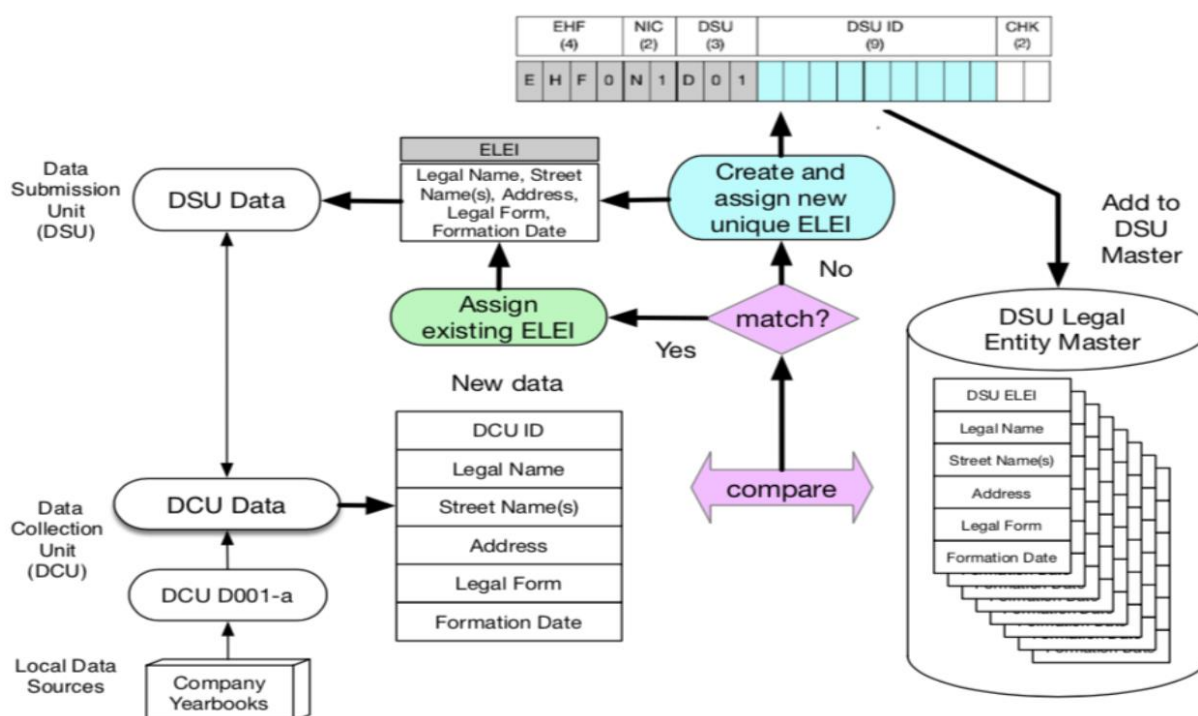 EHF NIC DSU DSU ID CHK
(4) (2) (3) (9) (2)
E H F 0 N 1 D 0 1
Data
Submission
Unit
(DSU)
DSU Data
ELEI
Legal Name, Street
Name(s), Address,
Legal Form,
Formation Date
Create and
assign new
unique ELEI
Add to
DSU
Master
No
Assign
existing ELEI
match?
Yes
DSU Legal
Entity Master
New data
DCU ID
Legal Name
Street Name(s)
Address
Legal Form
Formation Date
compare
DSU ELEI
Legal Name
Street Name(s)
Address
Legal Form
Formation Date
Data
Collection
Unit
(DCU)
DCU Data
DCU D001-a
Local Data
Sources
Company
Yearbooks